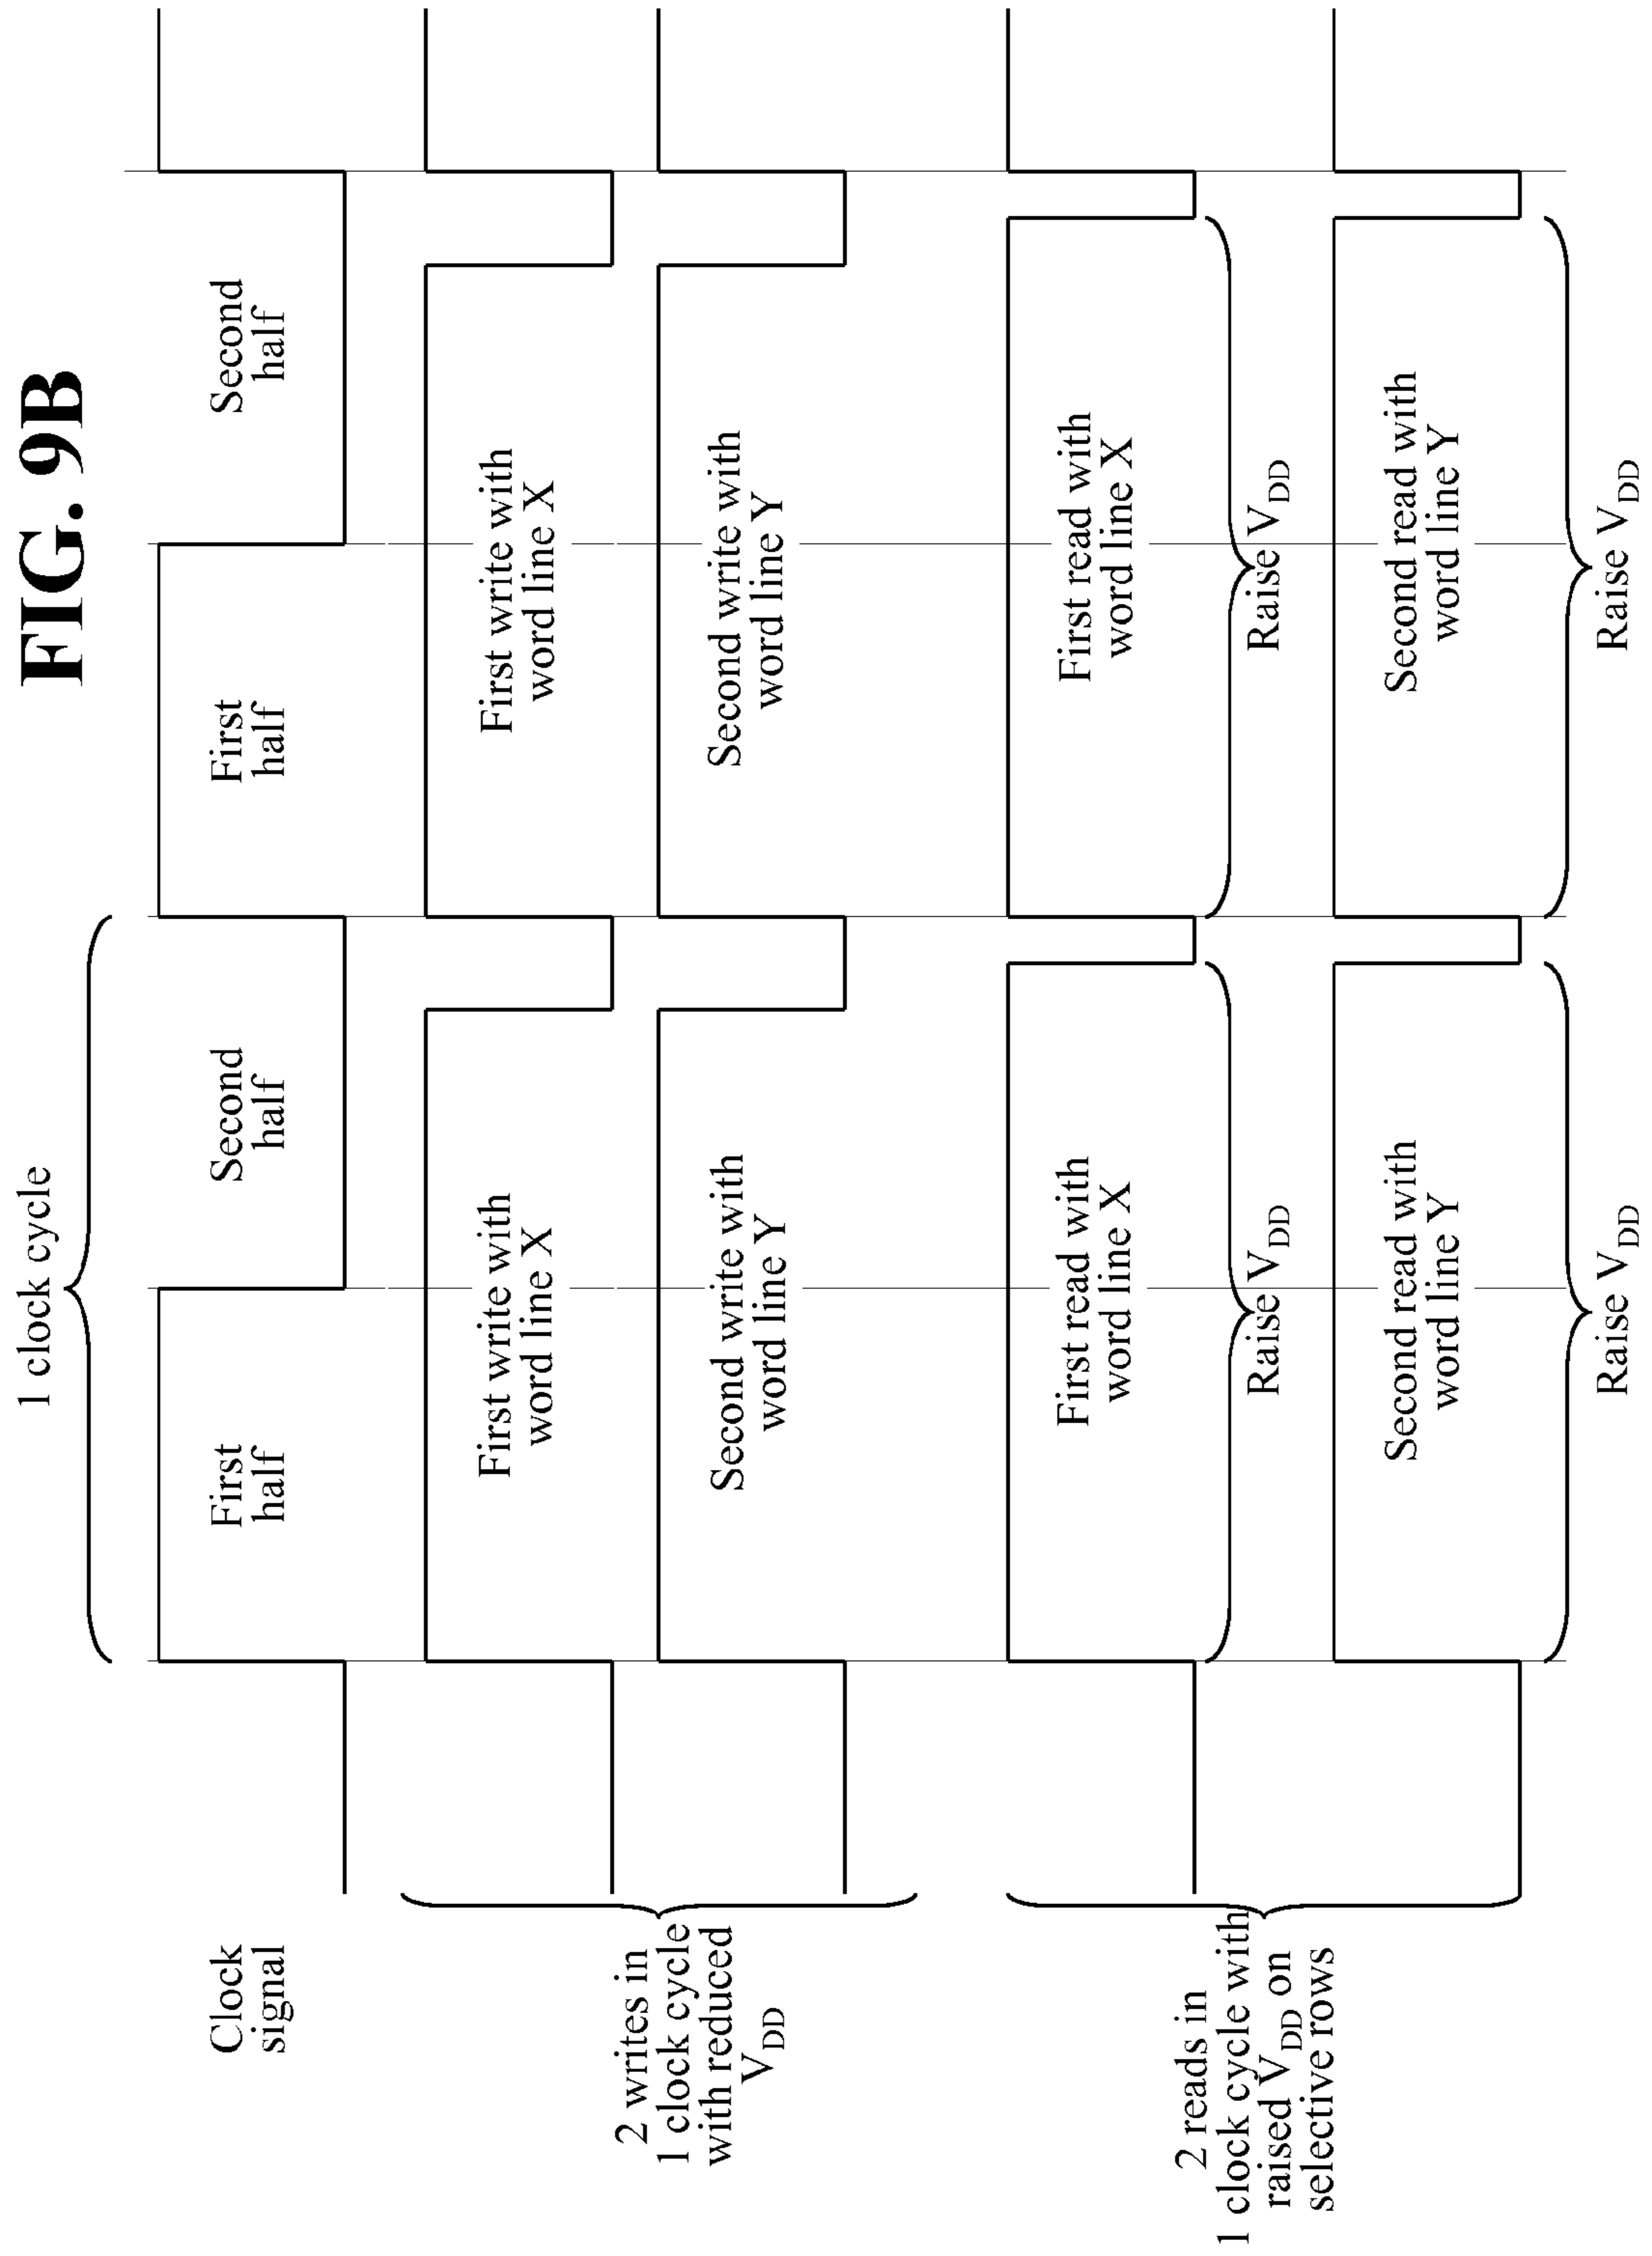 FIG. 9B
1 clock cycle
Clock
signal
First
half
Second
half
First
half
Second
half
2 writes in
1 clock cycle
with reduced
VDD
First write with
word line X
First write with
word line X
Second write with
word line Y
Second write with
word line Y
2 reads in
1 clock cycle with
raised VDD on
selective rows
First read with
word line X
First read with
word line X
Raise VDD
Raise VDD
Second read with
word line Y
Second read with
word line Y
Raise VDD
Raise VDD